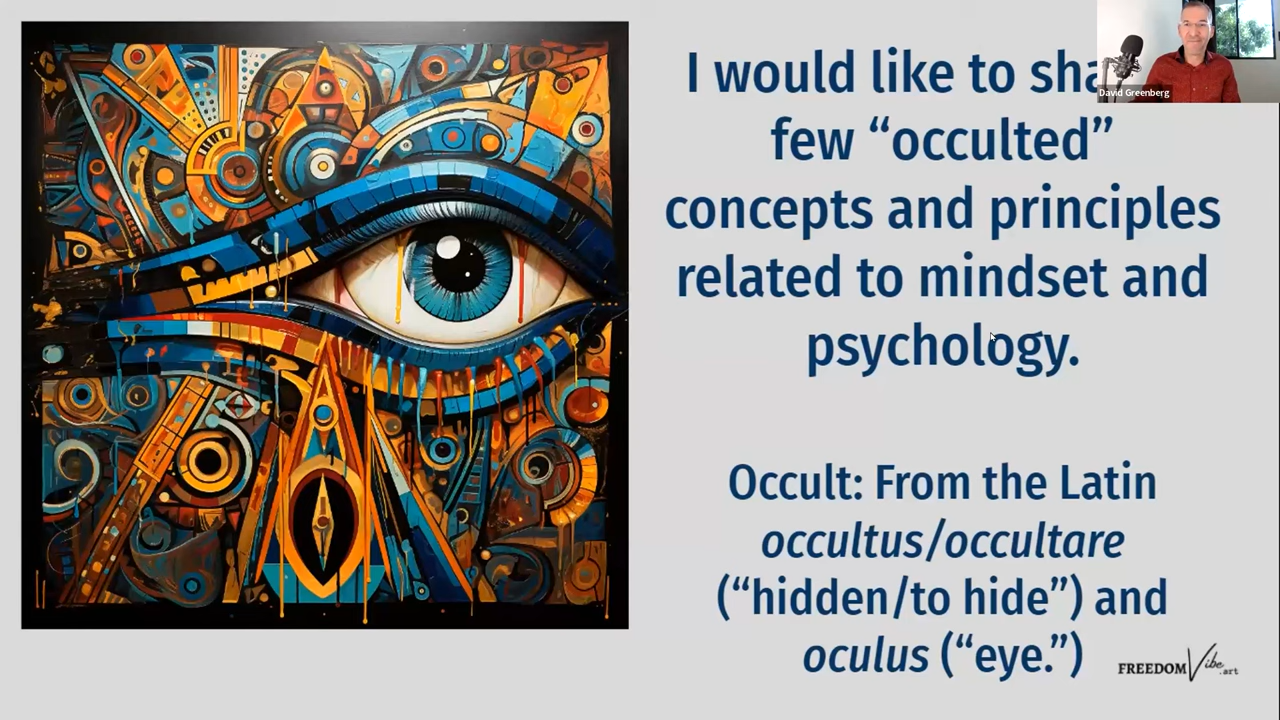 I would like to sha
few “occulted”
concepts and principles
related to mindset and
psychology.
Occult: From the Latin
occultus/occultare
(“hidden/to hide”) and
oculus (“eye.”)
David Greenberg
FREEDOMVibe.art